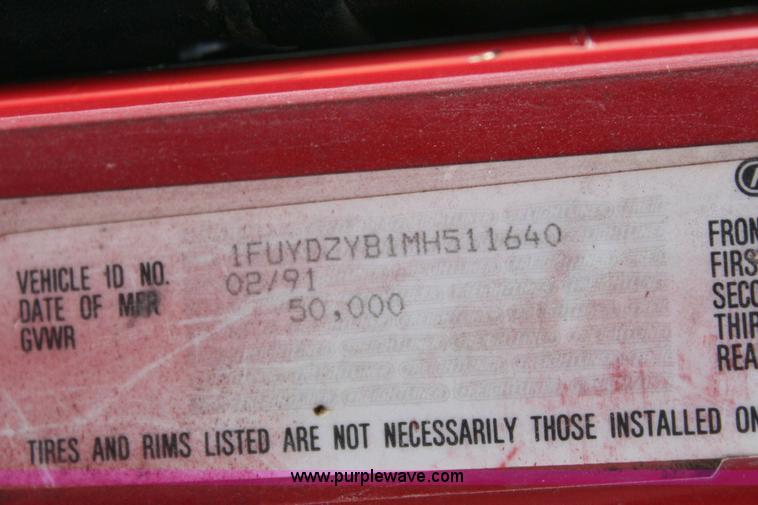 VEHICLE ID NO. 1FUYDZYB1MH511640
DATE OF MFR 02/91
GVWR 50,000
FRON
FIRS
SECO
THIR
REA
TIRES AND RIMS LISTED ARE NOT NECESSARILY THOSE INSTALLED ON
www.purplewave.com